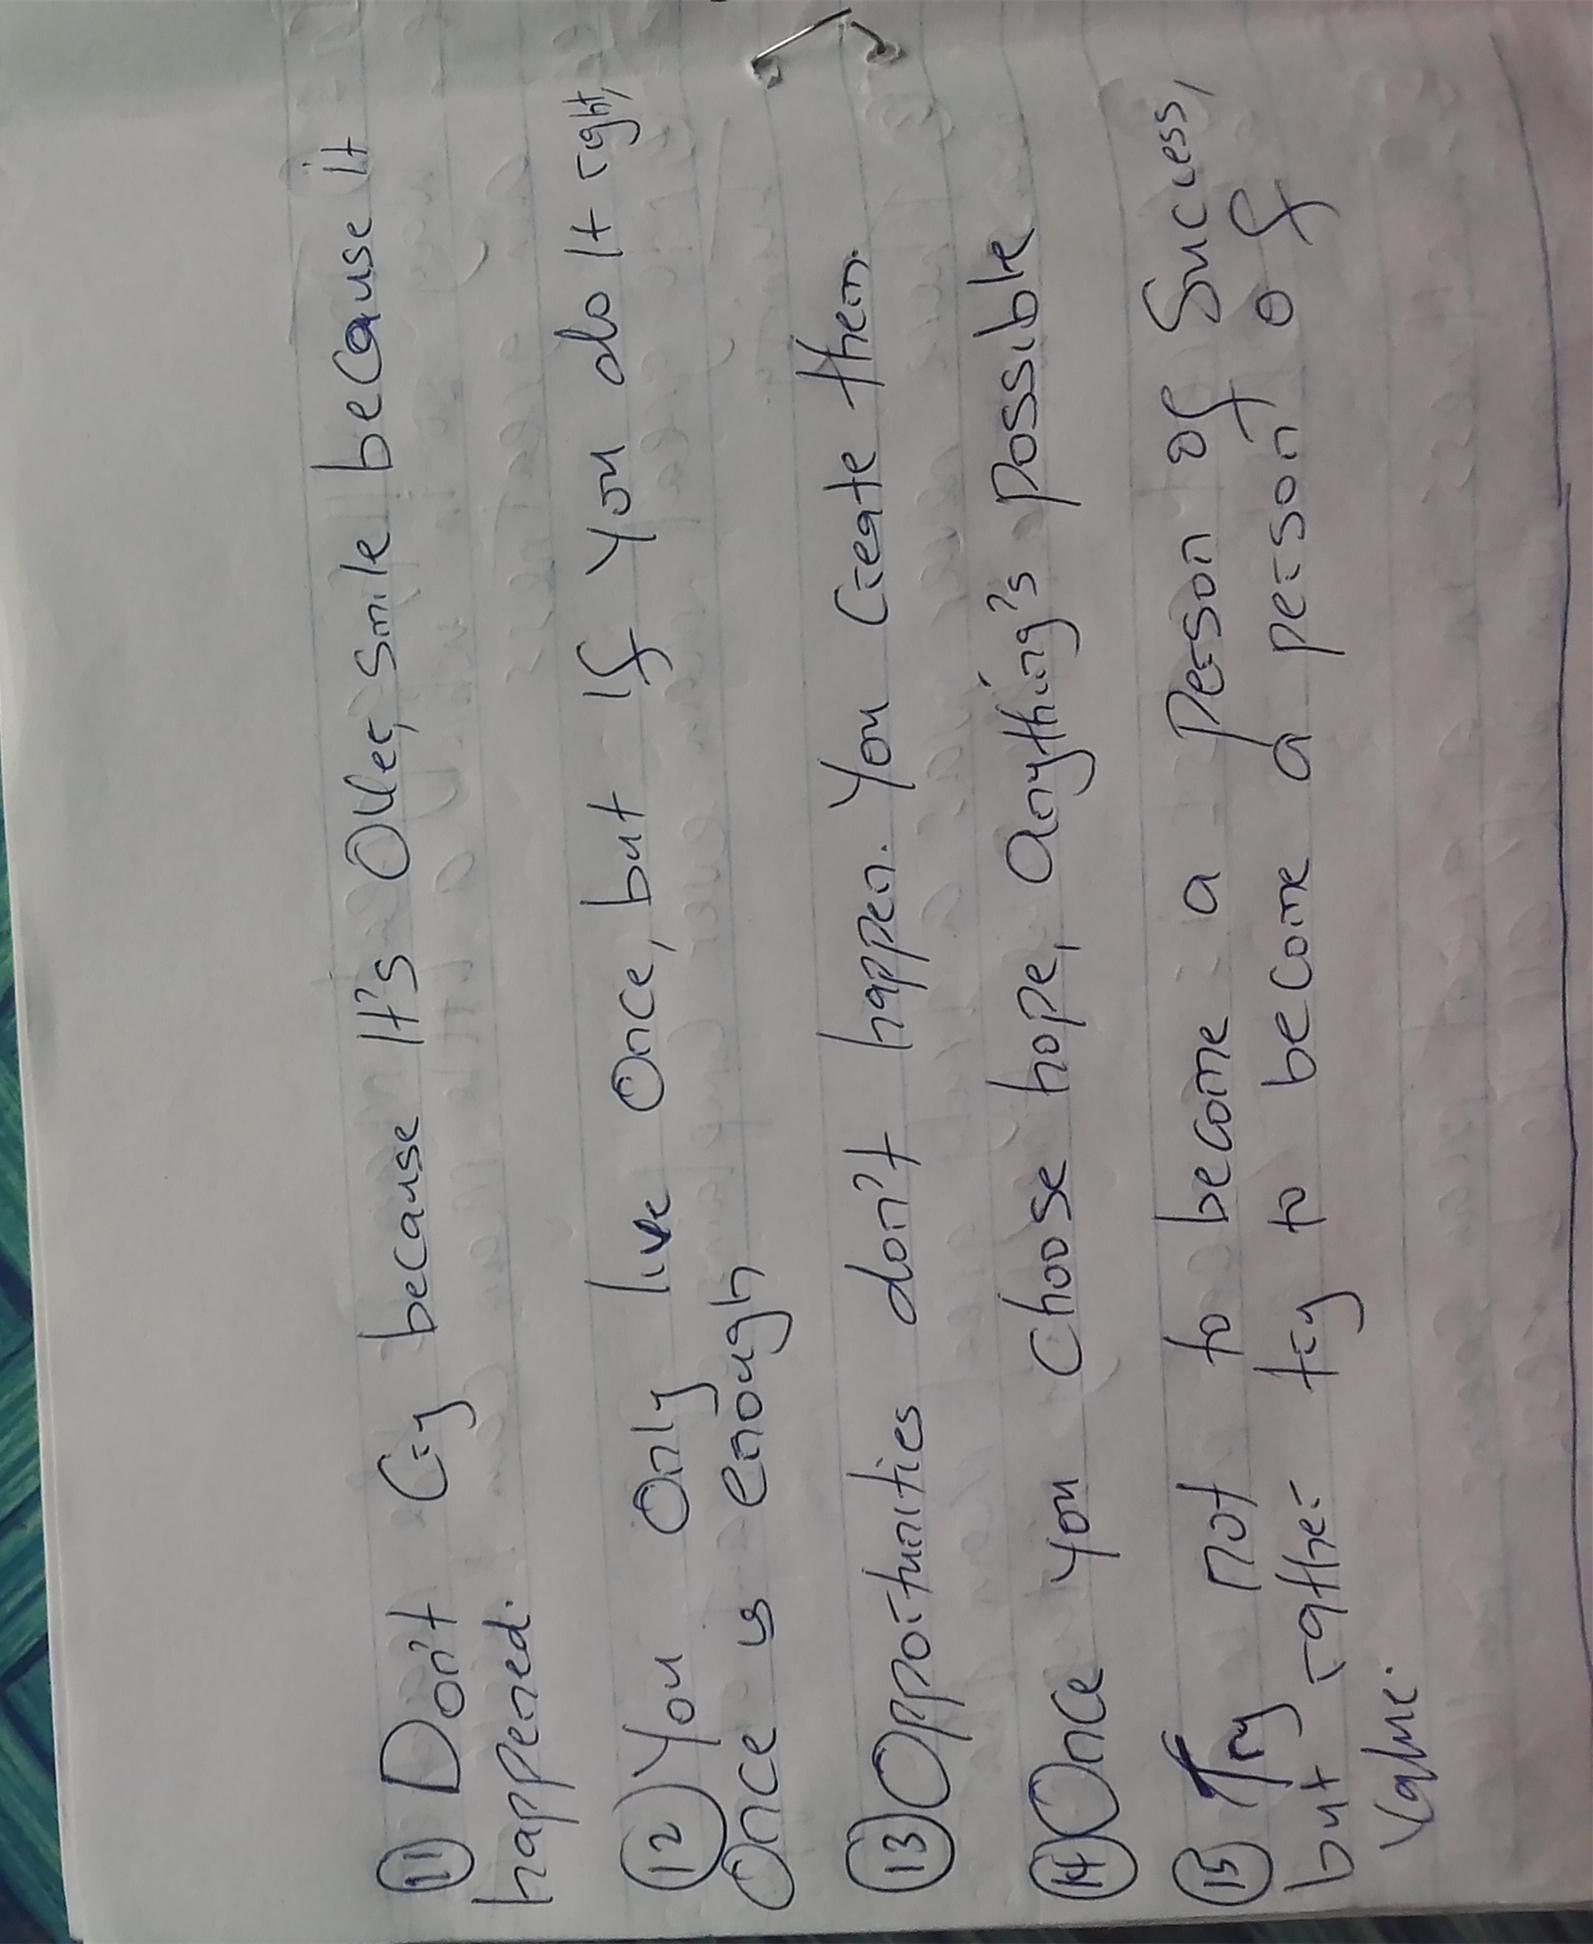 11 Don't Cry because It's Over, Smile because it
happened.
12 You Only live Once, but If you do It right,
Once is enough
13 Opportunities don't happen. You Create them.
14 Once you choose hope, Anything's possible
15 Try not to become a person of Success,
but rather try to become a person of
Value.